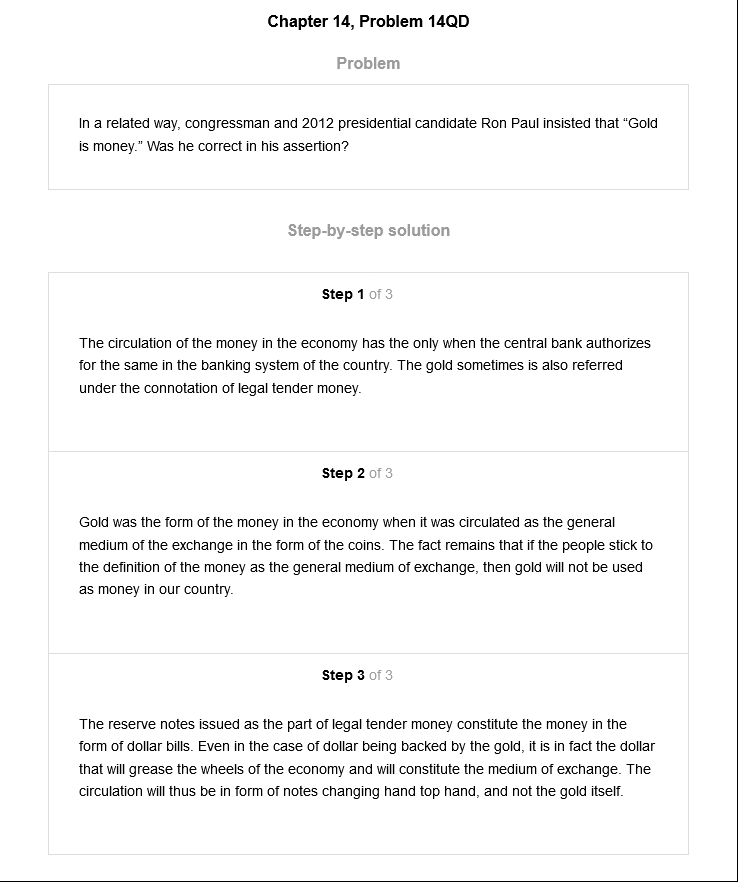 Chapter 14, Problem 14QD
Problem
In a related way, congressman and 2012 presidential candidate Ron Paul insisted that “Gold
is money.” Was he correct in his assertion?
Step-by-step solution
Step 1 of 3
The circulation of the money in the economy has the only when the central bank authorizes
for the same in the banking system of the country. The gold sometimes is also referred
under the connotation of legal tender money.
Step 2 of 3
Gold was the form of the money in the economy when it was circulated as the general
medium of the exchange in the form of the coins. The fact remains that if the people stick to
the definition of the money as the general medium of exchange, then gold will not be used
as money in our country.
Step 3 of 3
The reserve notes issued as the part of legal tender money constitute the money in the
form of dollar bills. Even in the case of dollar being backed by the gold, it is in fact the dollar
that will grease the wheels of the economy and will constitute the medium of exchange. The
circulation will thus be in form of notes changing hand top hand, and not the gold itself.